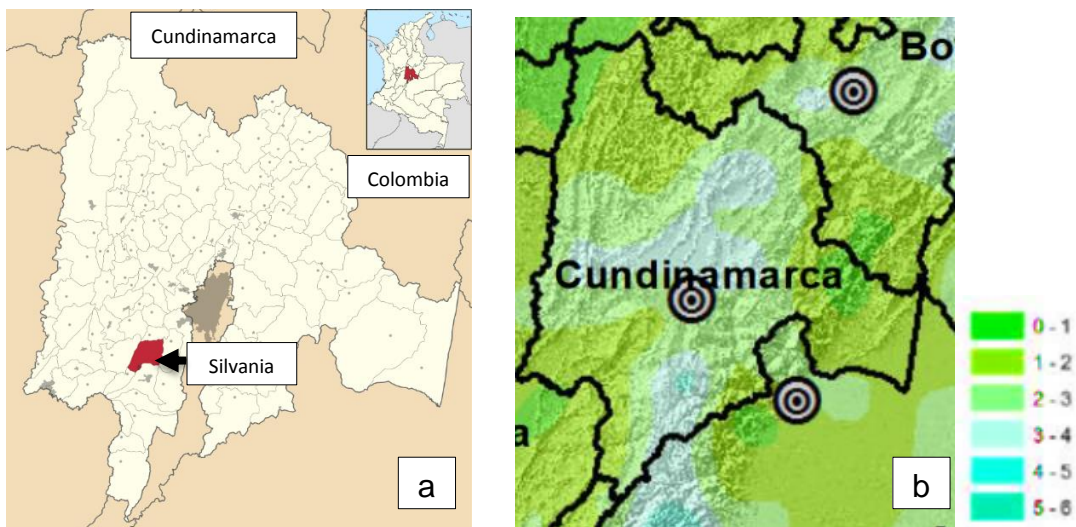 Cundinamarca
Colombia
Silvania
a
Bo
Cundinamarca
a
b
0 - 1
1 - 2
2 - 3
3 - 4
4 - 5
5 - 6